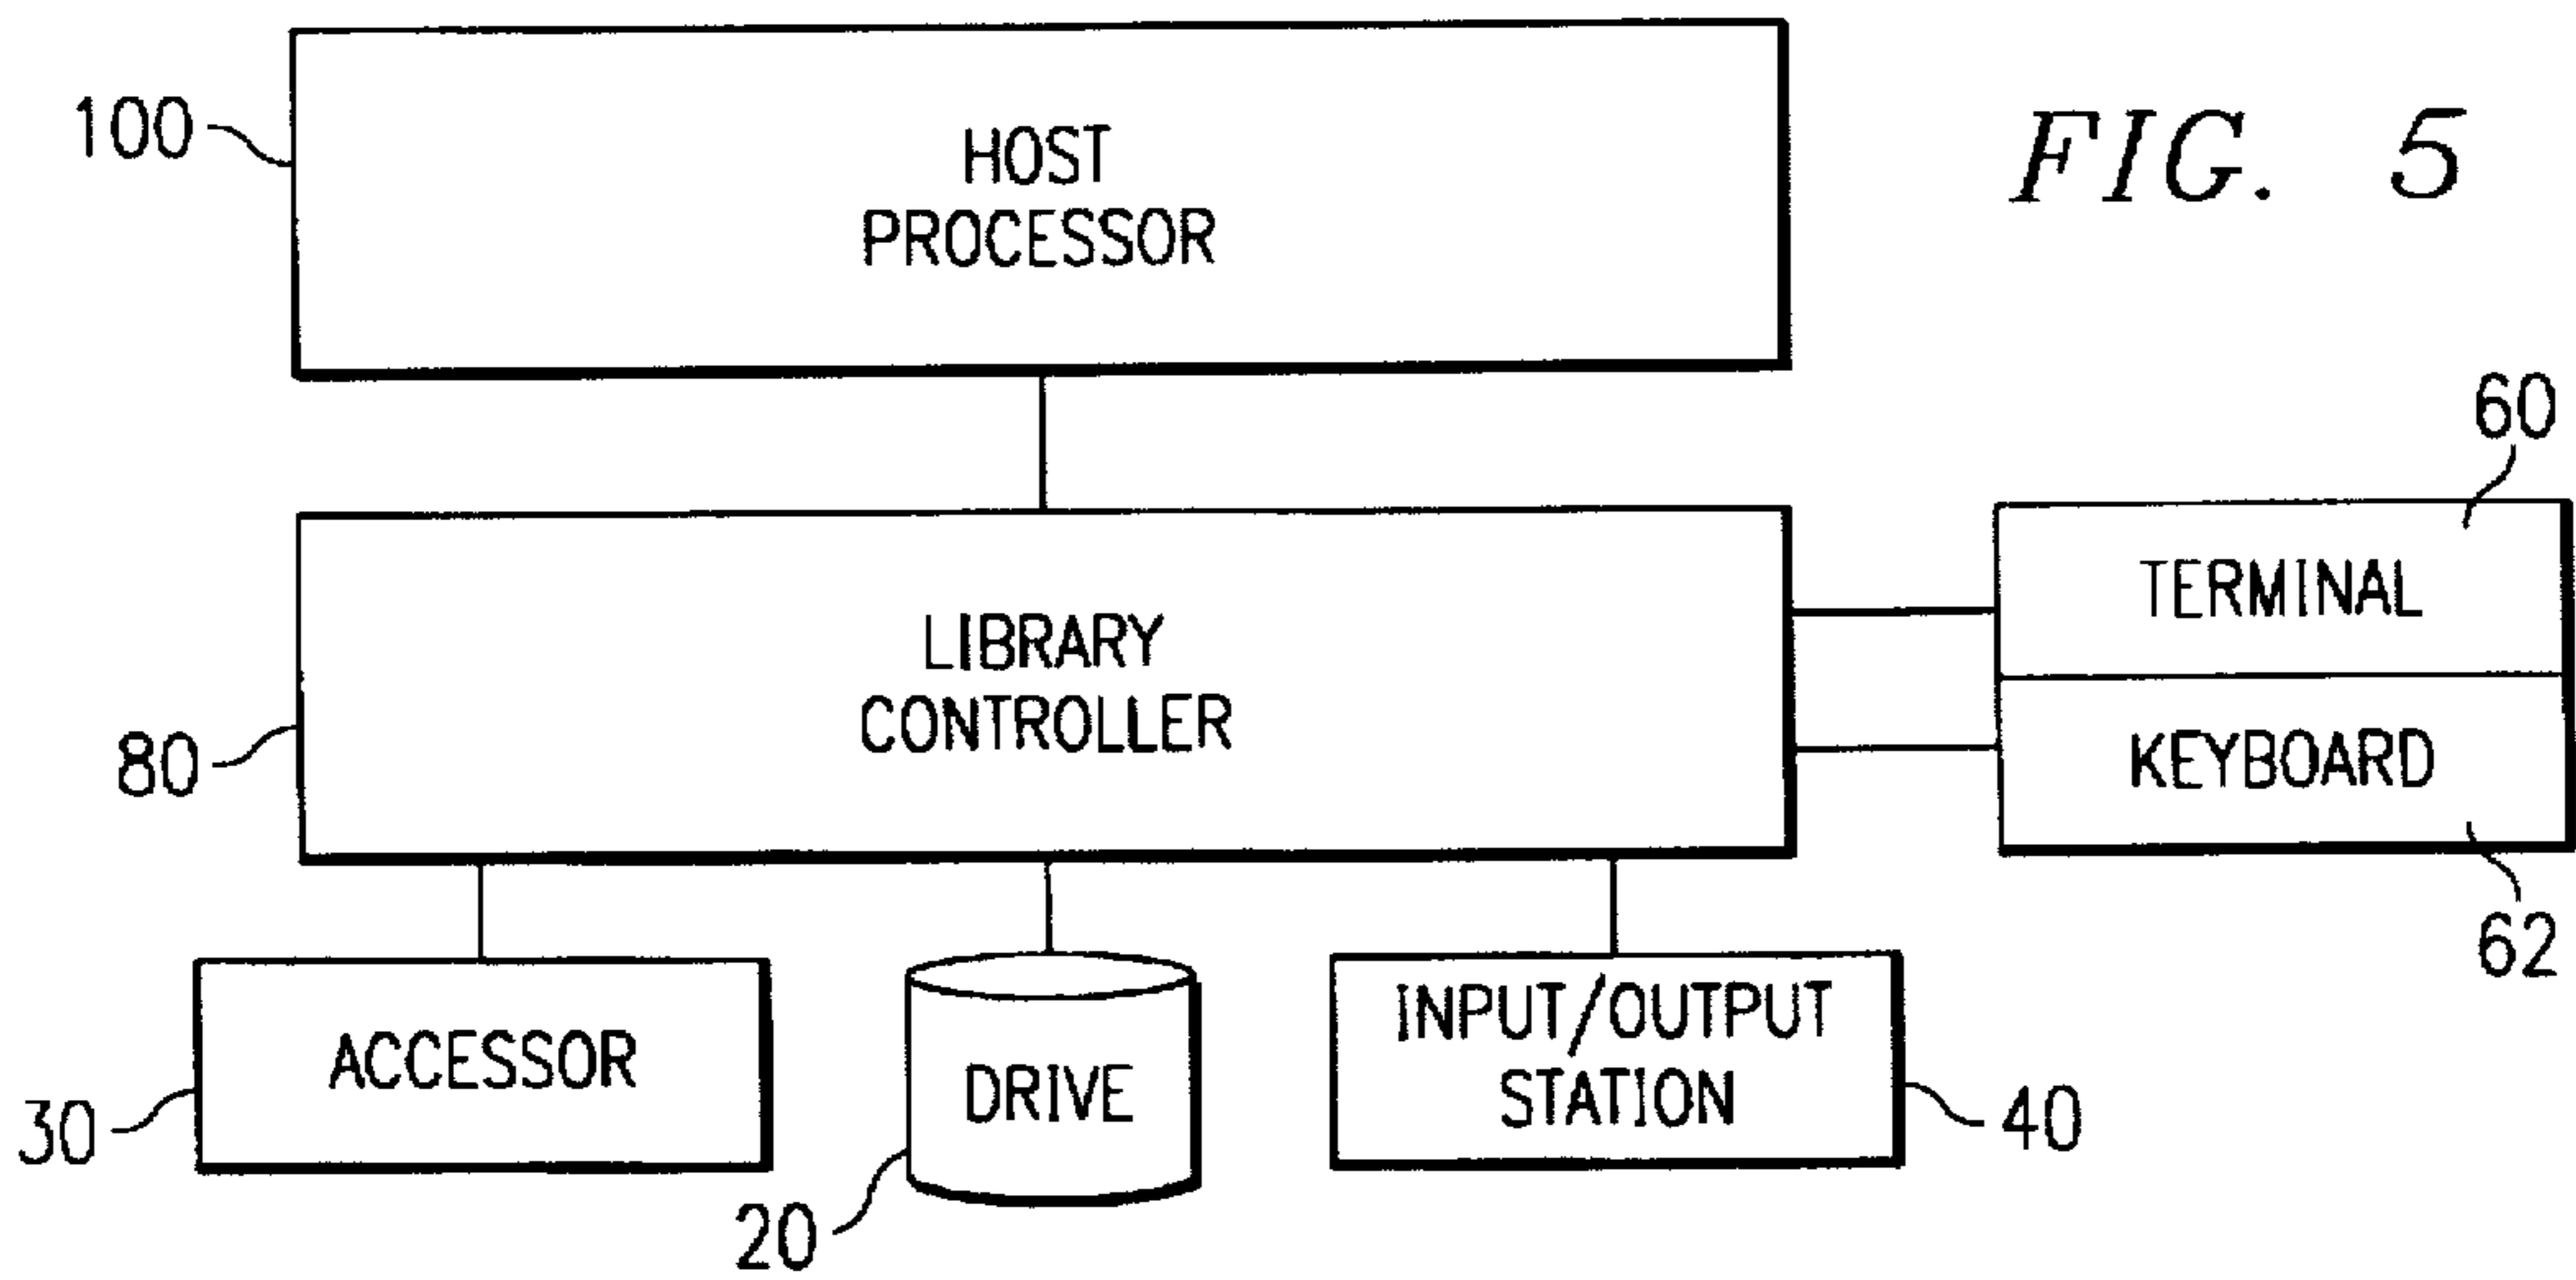 FIG. 5
100
HOST
PROCESSOR
60
TERMINAL
LIBRARY
CONTROLLER
80
KEYBOARD
62
ACCESSOR
30
DRIVE
20
INPUT/OUTPUT
STATION
40